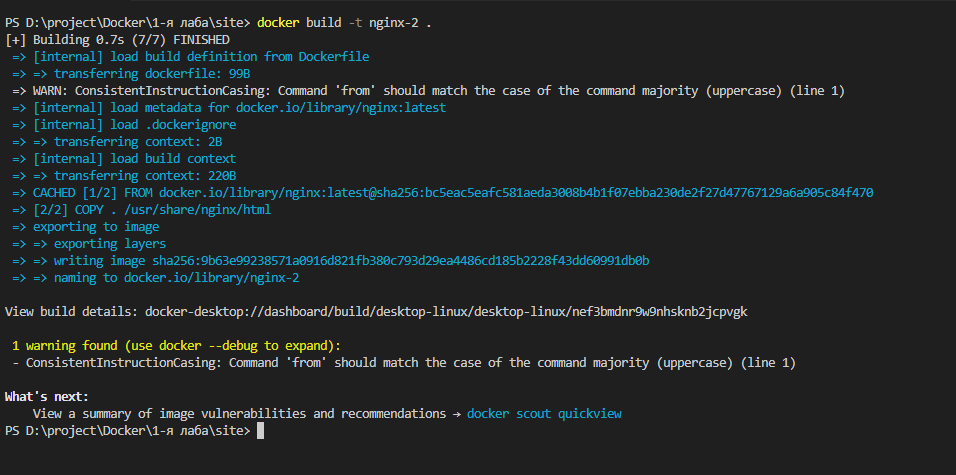 PS D:\project\Docker\1-я лаба\site> docker build -t nginx-2 .
[+] Building 0.7s (7/7) FINISHED
=> [internal] load build definition from Dockerfile
=> => transferring dockerfile: 99B
=> WARN: ConsistentInstructionCasing: Command 'from' should match the case of the command majority (uppercase) (line 1)
=> [internal] load metadata for docker.io/library/nginx:latest
=> [internal] load .dockerignore
=> => transferring context: 2B
=> [internal] load build context
=> => transferring context: 220B
=> CACHED [1/2] FROM docker.io/library/nginx:latest@sha256:bc5eac5eafc581aeda3008b4b1f07ebba230de2f27d47767129a6a905c84f470
=> [2/2] COPY . /usr/share/nginx/html
=> exporting to image
=> => exporting layers
=> => writing image sha256:9b63e99238571a0916d821fb380c793d29ea4486cd185b2228f43dd60991db0b
=> => naming to docker.io/library/nginx-2
View build details: docker-desktop://dashboard/build/desktop-linux/desktop-linux/nef3bmdnr9w9nhsknb2jcpvgk
1 warning found (use docker --debug to expand):
- ConsistentInstructionCasing: Command 'from' should match the case of the command majority (uppercase) (line 1)
What's next:
View a summary of image vulnerabilities and recommendations → docker scout quickview
PS D:\project\Docker\1-я лаба\site>